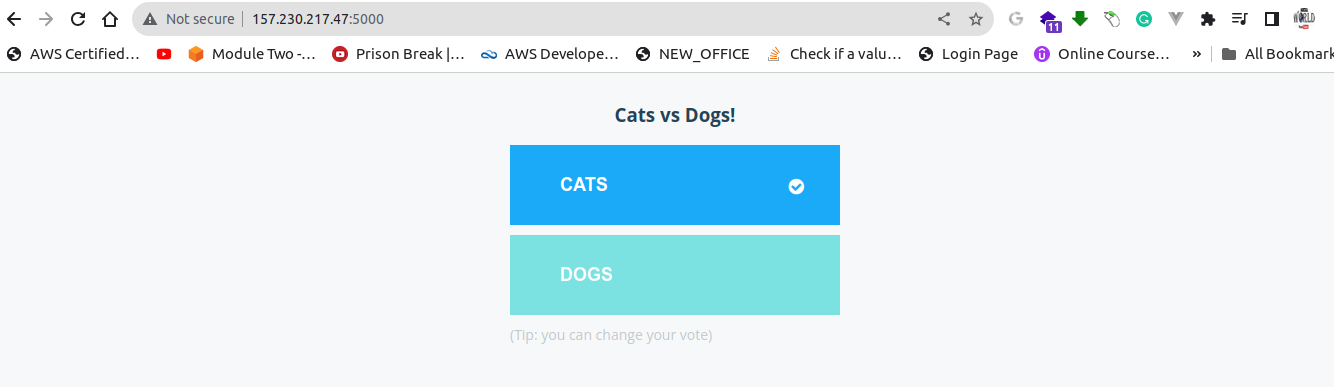 Not secure 157.230.217.47:5000
11
AWS Certified... Module Two -... Prison Break |... AWS Develope... NEW_OFFICE Check if a valu... Login Page Online Course... » All Bookmark
Cats vs Dogs!
CATS
DOGS
(Tip: you can change your vote)